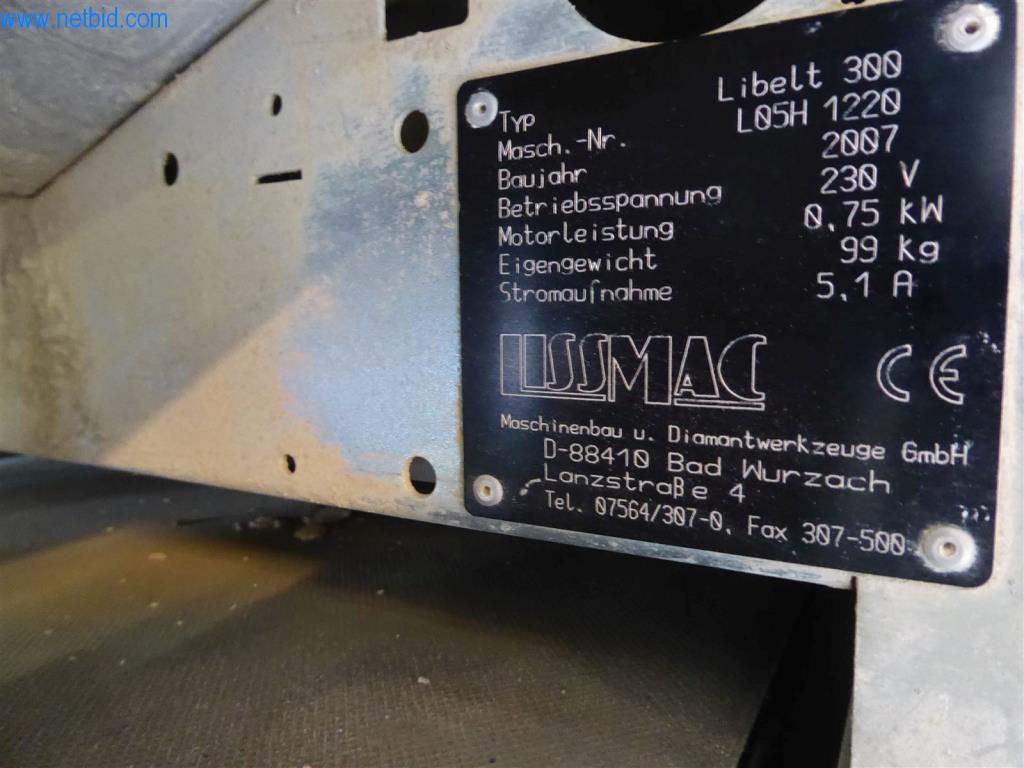 www.netbid.com
Typ Libelt 300
Masch.-Nr. L05H 1220
Baujahr 2007
Betriebsspannung 230 V
Motorleistung 0,75 kW
Eigengewicht 99 kg
Stromaufnahme 5,1 A
LISSMAC CE
Maschinenbau u. Diamantwerkzeuge GmbH
D-88410 Bad Wurzach
Lanzstraße 4
Tel. 07564/307-0, Fax 307-500